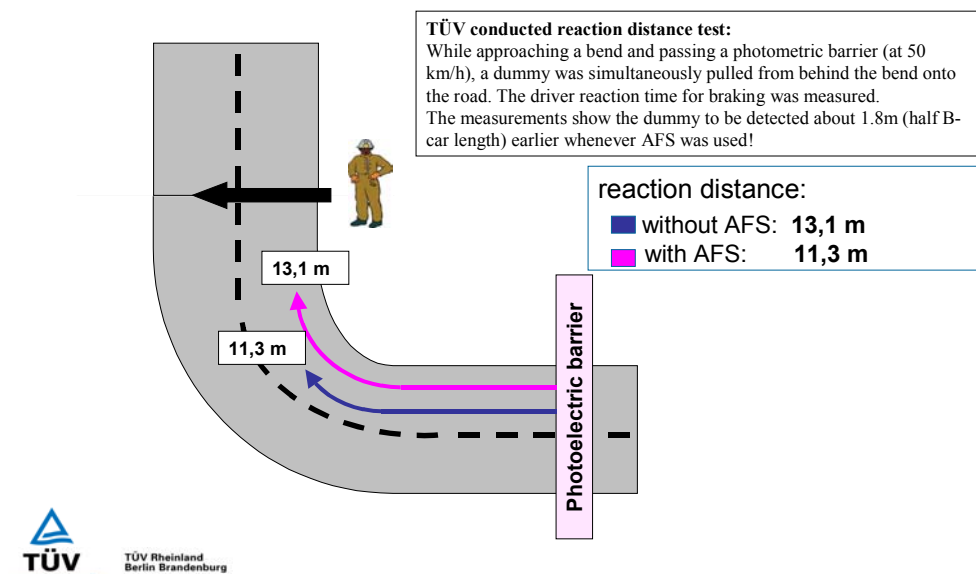 TÜV conducted reaction distance test:
While approaching a bend and passing a photometric barrier (at 50
km/h), a dummy was simultaneously pulled from behind the bend onto
the road. The driver reaction time for braking was measured.
The measurements show the dummy to be detected about 1.8m (half B-
car length) earlier whenever AFS was used!
reaction distance:
without AFS: 13,1 m
with AFS: 11,3 m
13,1 m
11,3 m
Photoelectric barrier
TÜV
TÜV Rheinland
Berlin Brandenburg